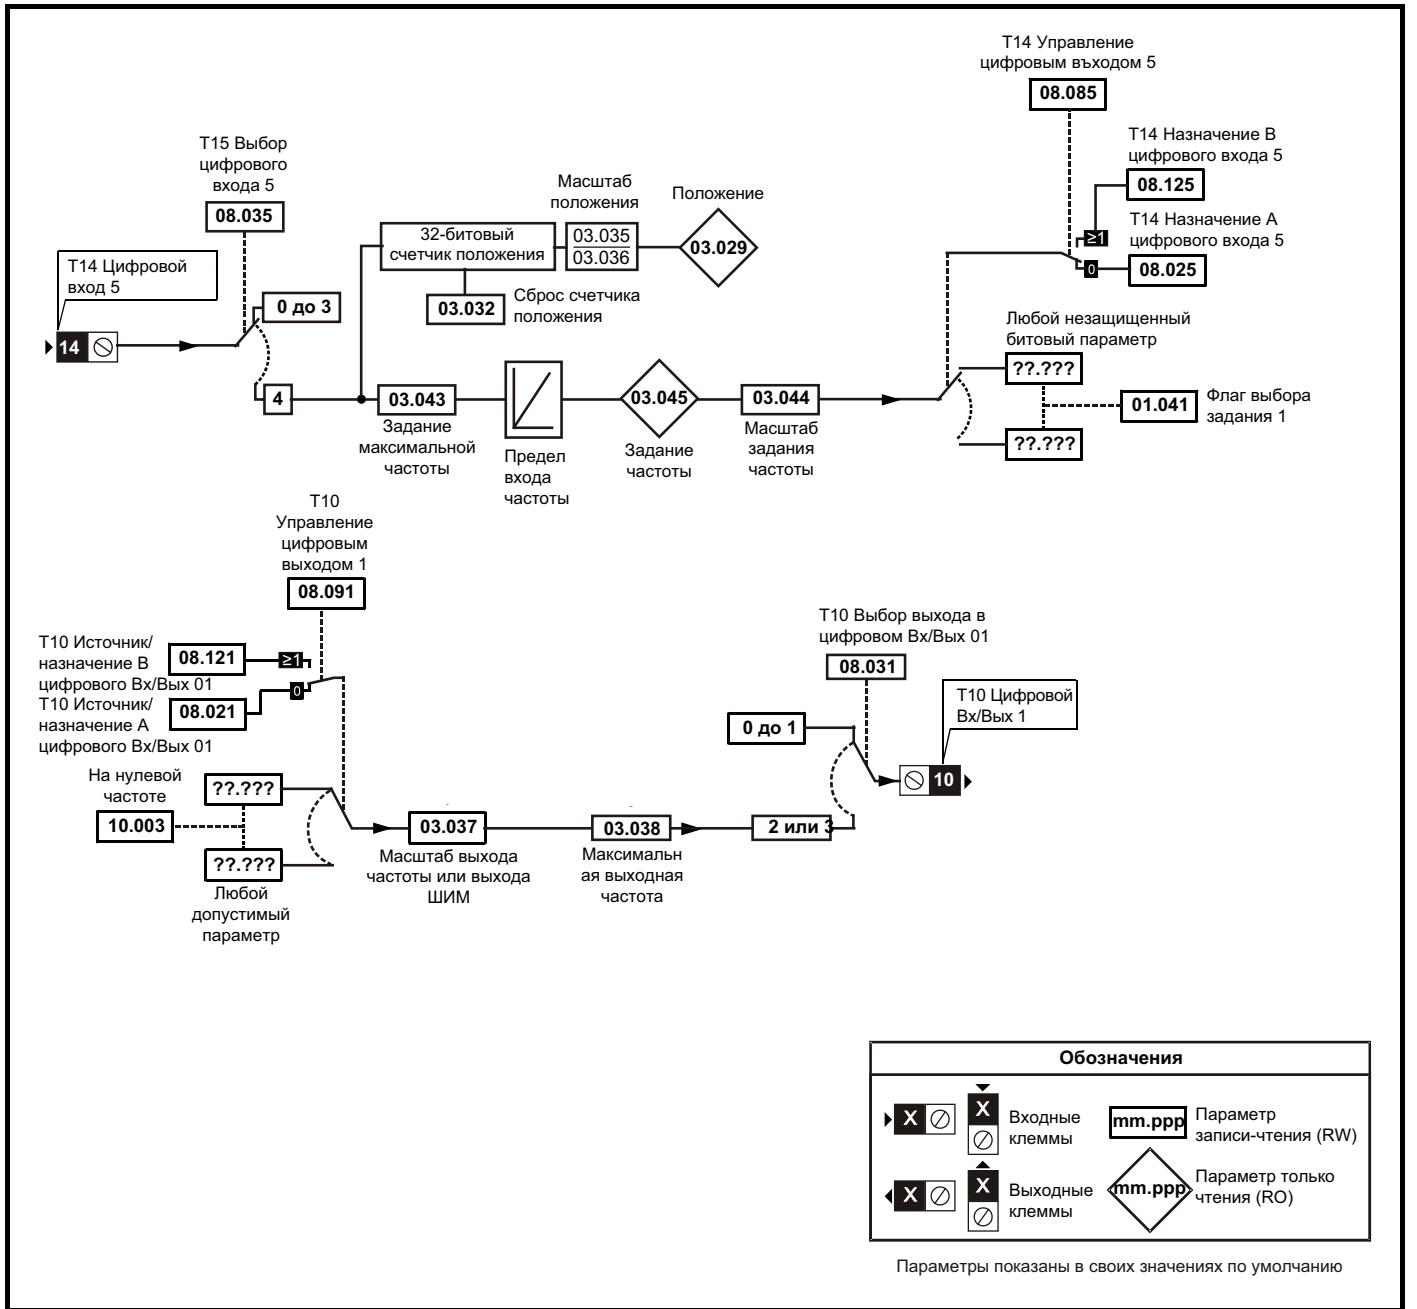 T14 Управление
цифровым въходом 5
08.085
T14 Назначение B
цифрового входа 5
08.125
T14 Назначение A
цифрового входа 5
≥1
0
08.025
T15 Выбор
цифрового
входа 5
08.035
Масштаб
положения
Положение
32-битовый
счетчик положения
03.035
03.036
03.029
T14 Цифровой
вход 5
0 до 3
03.032
Сброс счетчика
положения
14
4
03.043
Задание
максимальной
частоты
Предел
входа
частоты
03.045
Задание
частоты
03.044
Масштаб
задания
частоты
Любой незащищенный
битовый параметр
??.???
01.041
Флаг выбора
задания 1
??.???
T10
Управление
цифровым
выходом 1
08.091
T10 Источник/
назначение B
цифрового Вх/Вых 01
08.121
≥1
T10 Источник/
назначение A
цифрового Вх/Вых 01
08.021
0
На нулевой
частоте
10.003
??.???
??.???
Любой
допустимый
параметр
03.037
Масштаб выхода
частоты или выхода
ШИМ
03.038
Максимальн
ая выходная
частота
2 или 3
0 до 1
T10 Выбор выхода в
цифровом Вх/Вых 01
08.031
T10 Цифровой
Вх/Вых 1
10
Обозначения
X
X
Входные
клеммы
mm.ppp
Параметр
записи-чтения (RW)
X
X
Выходные
клеммы
mm.ppp
Параметр только
чтения (RO)
Параметры показаны в своих значениях по умолчанию